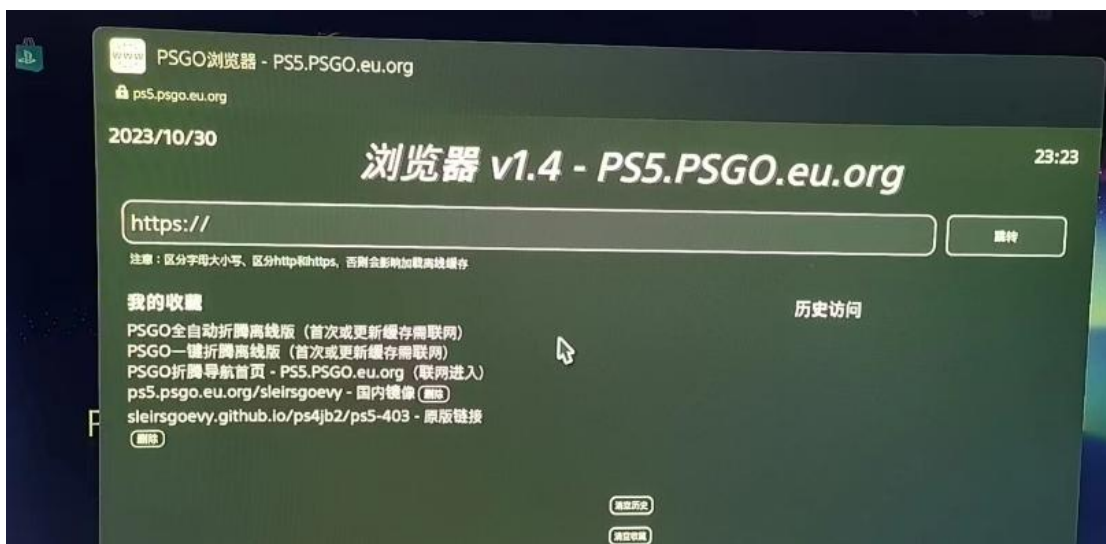 www PSGO浏览器 - PS5.PSGO.eu.org
ps5.psgo.eu.org
2023/10/30
浏览器 v1.4 - PS5.PSGO.eu.org
23:23
https://
跳转
注意：区分字母大小写、区分http和https，否则会影响加载离线缓存
我的收藏
历史访问
PSGO全自动折腾离线版（首次或更新缓存需联网）
PSGO一键折腾离线版（首次或更新缓存需联网）
PSGO折腾导航首页 - PS5.PSGO.eu.org（联网进入）
ps5.psgo.eu.org/sleirsgoevy - 国内镜像 删除
sleirsgoevy.github.io/ps4jb2/ps5-403 - 原版链接
删除
清空历史
清空收藏